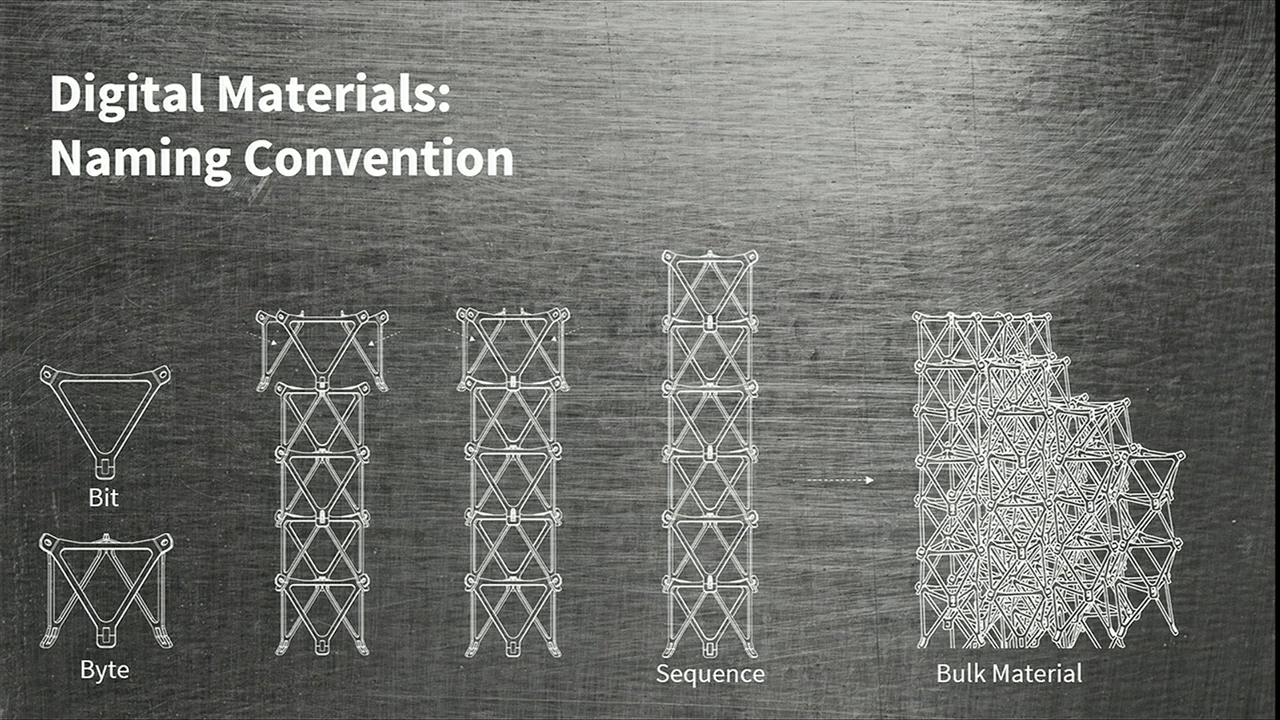 Digital Materials:
Naming Convention
Bit
Byte
Sequence
Bulk Material